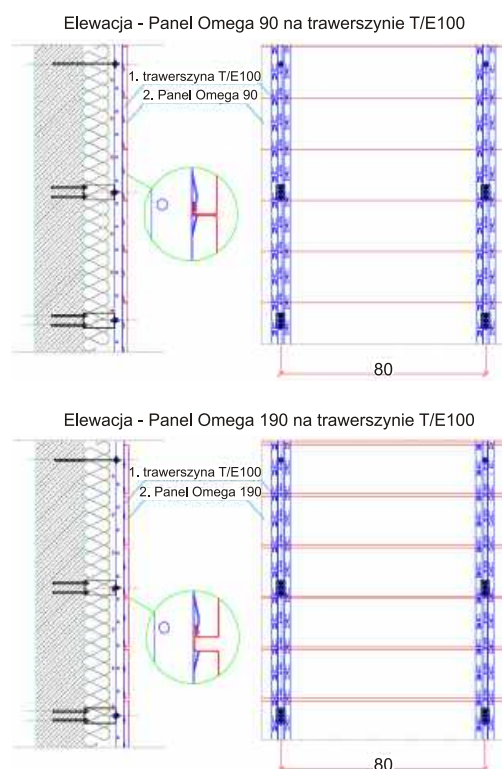 Elewacja - Panel Omega 90 na trawerszynie T/E100
1. trawerszyna T/E100
2. Panel Omega 90
80
Elewacja - Panel Omega 190 na trawerszynie T/E100
1. trawerszyna T/E100
2. Panel Omega 190
80